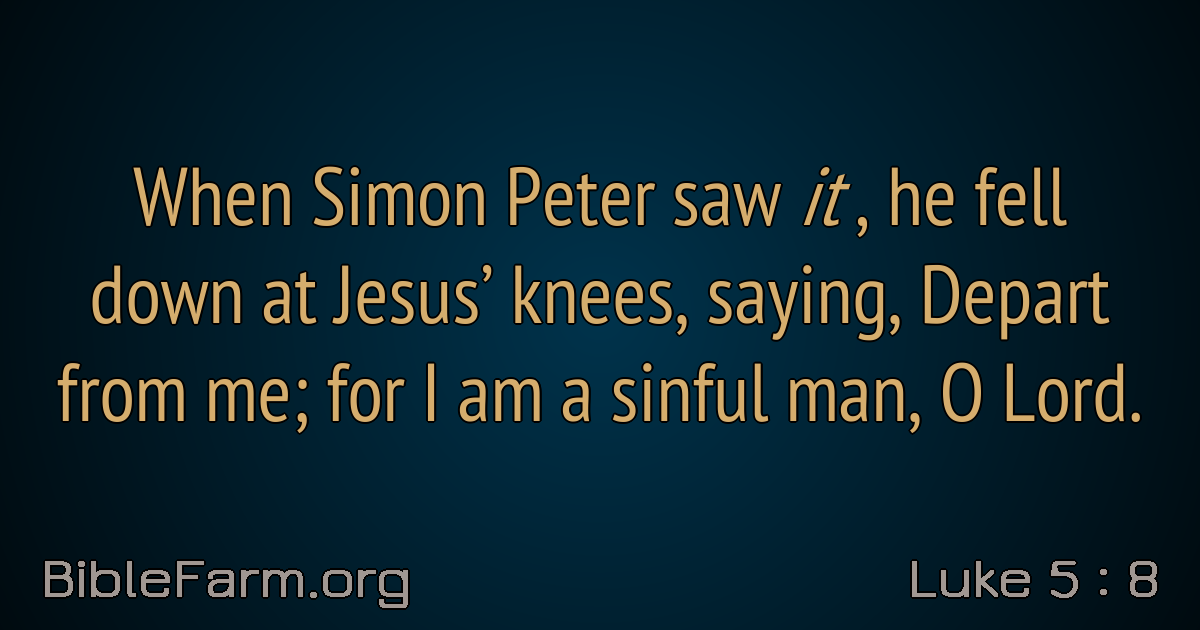 When Simon Peter saw it , he fell
down at Jesus’ knees, saying, Depart
from me; for I am a sinful man, O Lord.
BibleFarm.org
Luke 5 : 8